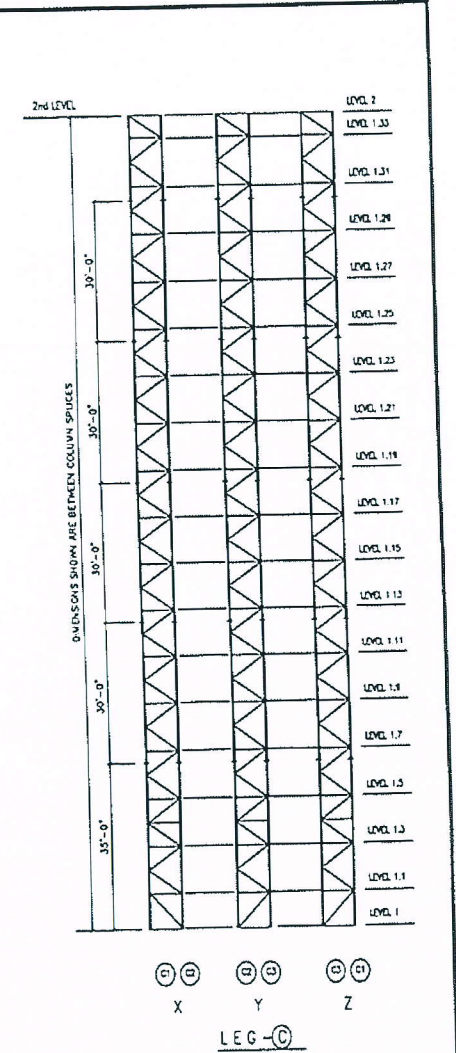 2nd LEVEL
LEVEL 2
LEVEL 1.33
LEVEL 1.31
LEVEL 1.29
30'-0"
LEVEL 1.27
LEVEL 1.25
LEVEL 1.23
30'-0"
LEVEL 1.21
DIMENSIONS SHOWN ARE BETWEEN COLUMN SPLICES
LEVEL 1.19
LEVEL 1.17
30'-0"
LEVEL 1.15
LEVEL 1.13
LEVEL 1.11
30'-0"
LEVEL 1.9
LEVEL 1.7
LEVEL 1.5
35'-0"
LEVEL 1.3
LEVEL 1.1
LEVEL 1
C1 C2 C2 C3 C3 C1
X Y Z
LEG-C